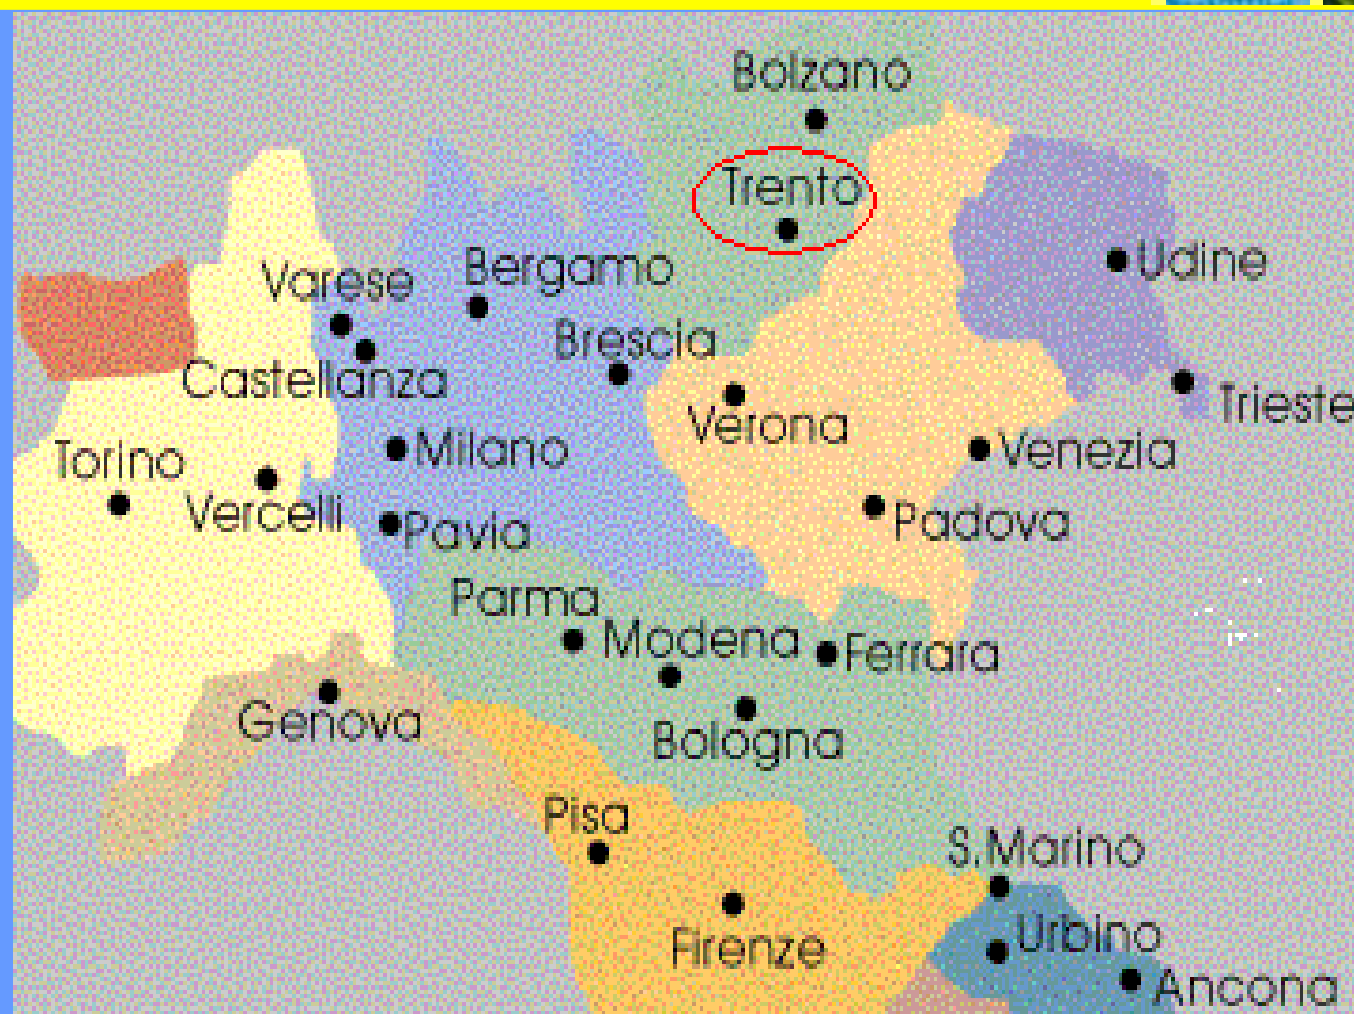 Bolzano
Trento
Udine
Varese
Bergamo
Brescia
Castellanza
Trieste
Verona
Torino
Milano
Venezia
Vercelli
Pavia
Padova
Parma
Modena
Ferrara
Genova
Bologna
Pisa
S.Marino
Firenze
Urbino
Ancona